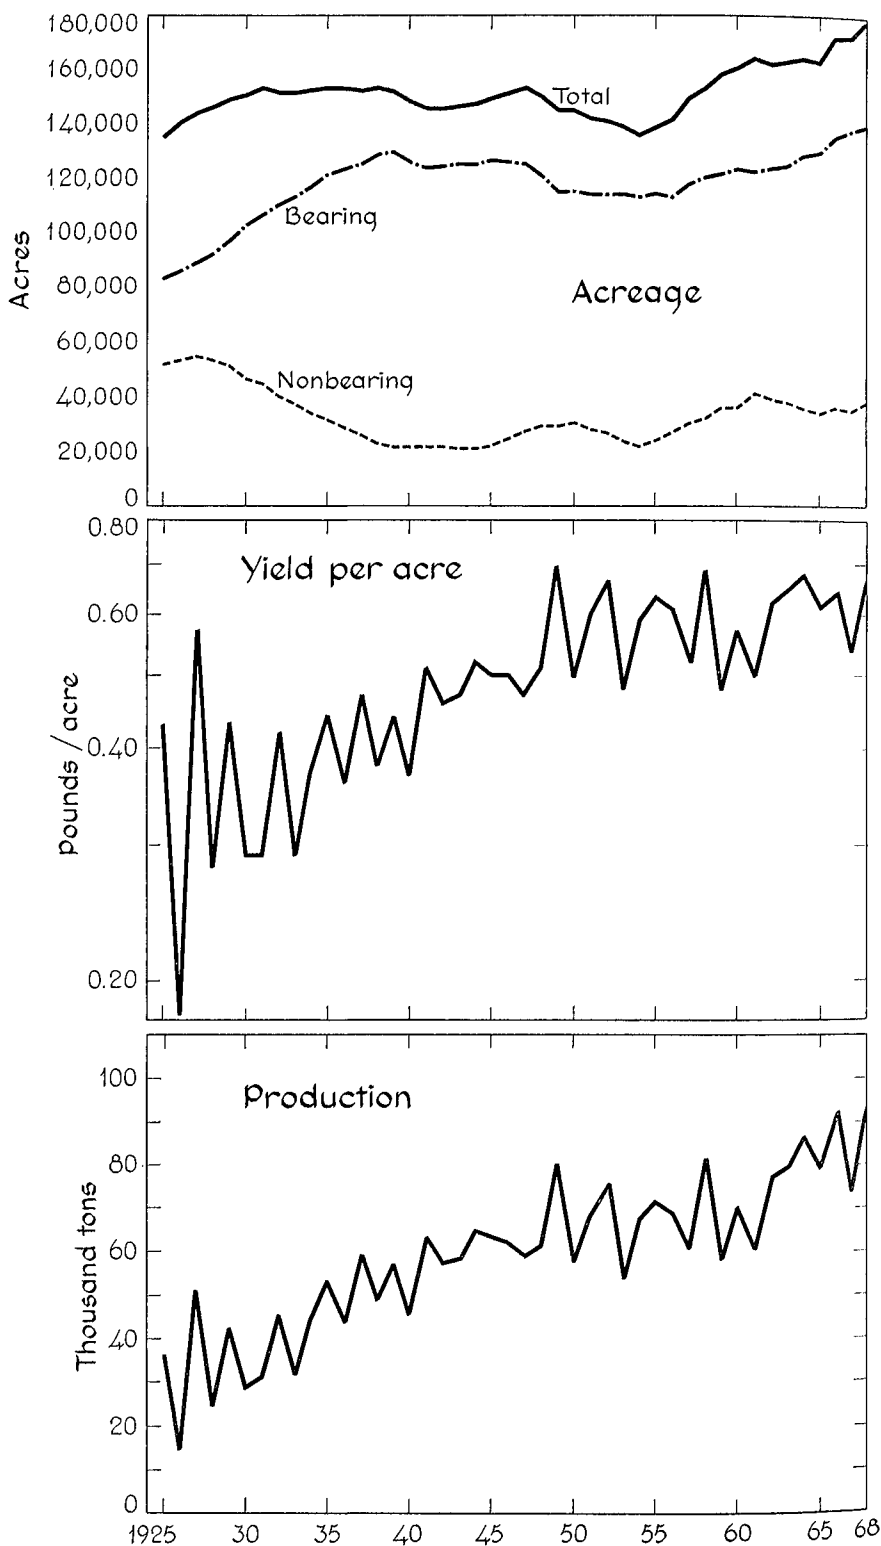 180,000
160,000
140,000
120,000
100,000
80,000
60,000
40,000
20,000
0
Acres
Total
Bearing
Acreage
Nonbearing
0.80
0.60
0.40
0.20
pounds / acre
Yield per acre
100
80
60
40
20
0
Thousand tons
Production
1925 30 35 40 45 50 55 60 65 68